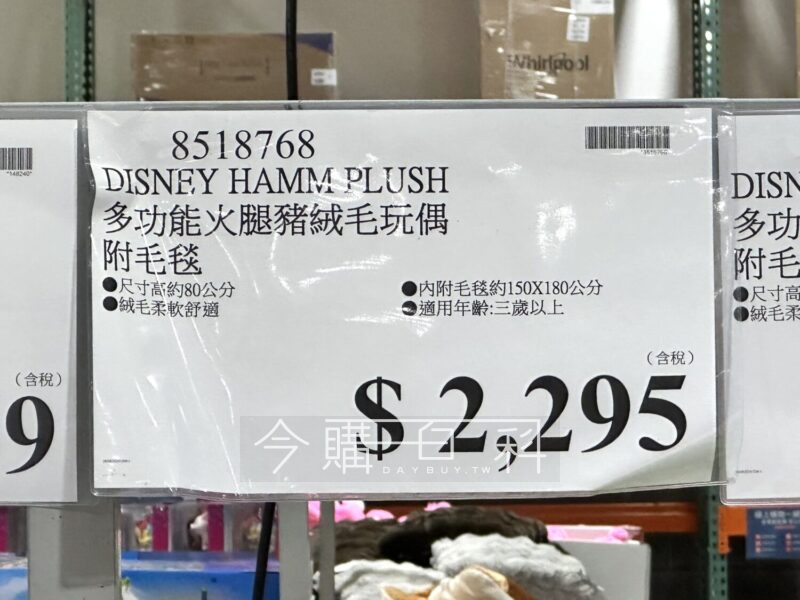 Whirlpool
*148240*
(含稅)
9
8518768
*8518768*
DISNEY HAMM PLUSH
多功能火腿豬絨毛玩偶
附毛毯
●尺寸高約80公分
●絨毛柔軟舒適
●內附毛毯約150X180公分
●適用年齡:三歲以上
(含稅)
$ 2,295
今購百科
DAYBUY.TW
DISN
多功
附毛
●尺寸高
●絨毛柔